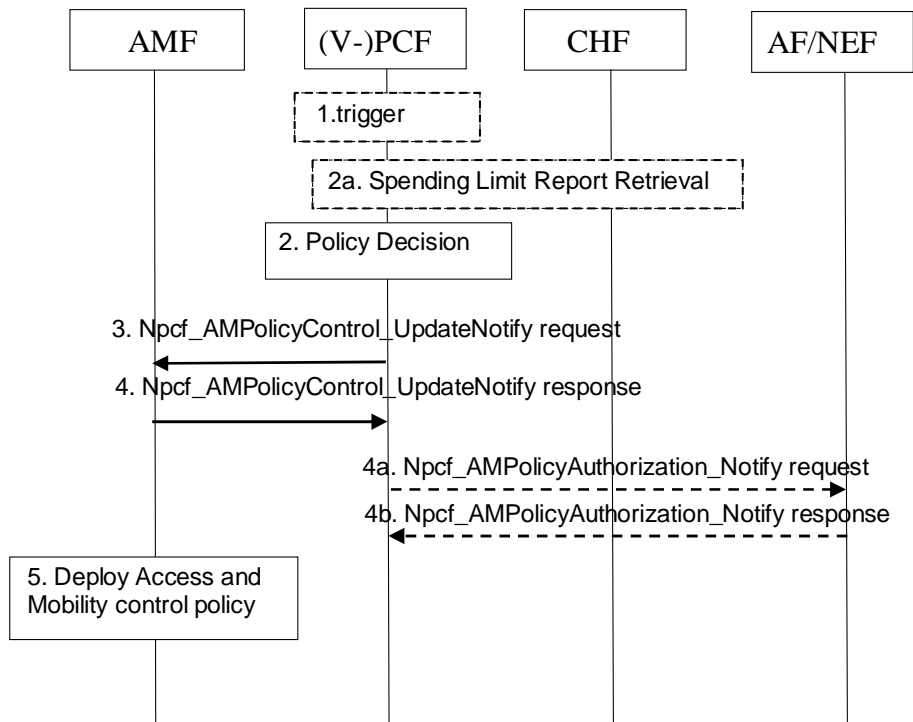 AMF
(V-)PCF
CHF
AF/NEF
1.trigger
2a. Spending Limit Report Retrieval
2. Policy Decision
3. Npcf_AMPolicyControl_UpdateNotify request
4. Npcf_AMPolicyControl_UpdateNotify response
4a. Npcf_AMPolicyAuthorization_Notify request
4b. Npcf_AMPolicyAuthorization_Notify response
5. Deploy Access and
Mobility control policy